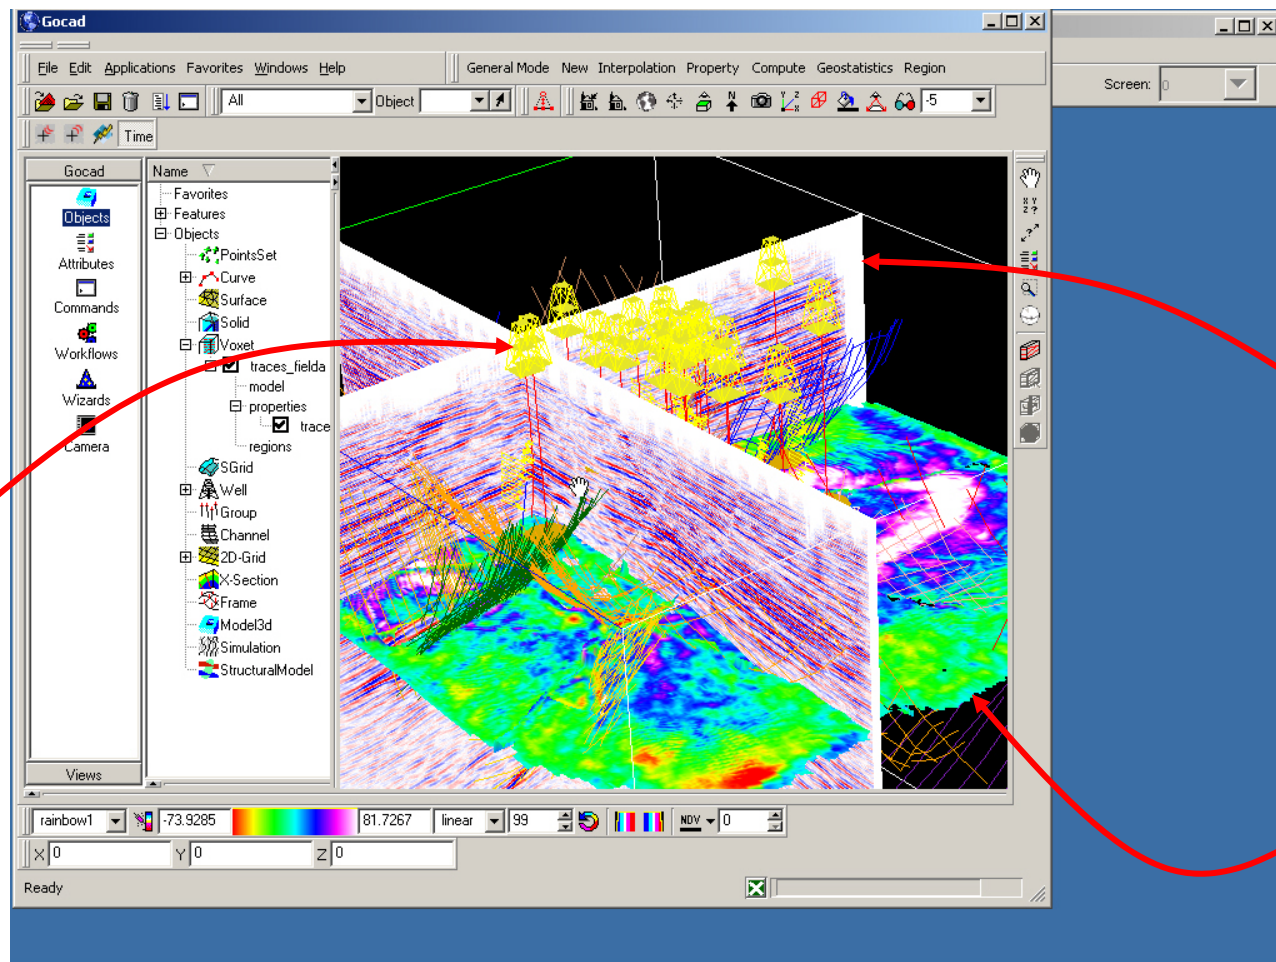 Gocad
File Edit Applications Favorites Windows Help General Mode New Interpolation Property Compute Geostatistics Region
Screen: 0
All Object -5
Time
Gocad
Objects
Attributes
Commands
Workflows
Wizards
Camera
Views
Name
Favorites
Features
Objects
PointsSet
Curve
Surface
Solid
Voxet
traces_fielda
model
properties
trace
regions
SGrid
Well
Group
Channel
2D-Grid
X-Section
Frame
Model3d
Simulation
StructuralModel
rainbow1 -73.9285 81.7267 linear 99 NDV 0
X 0 Y 0 Z 0
Ready